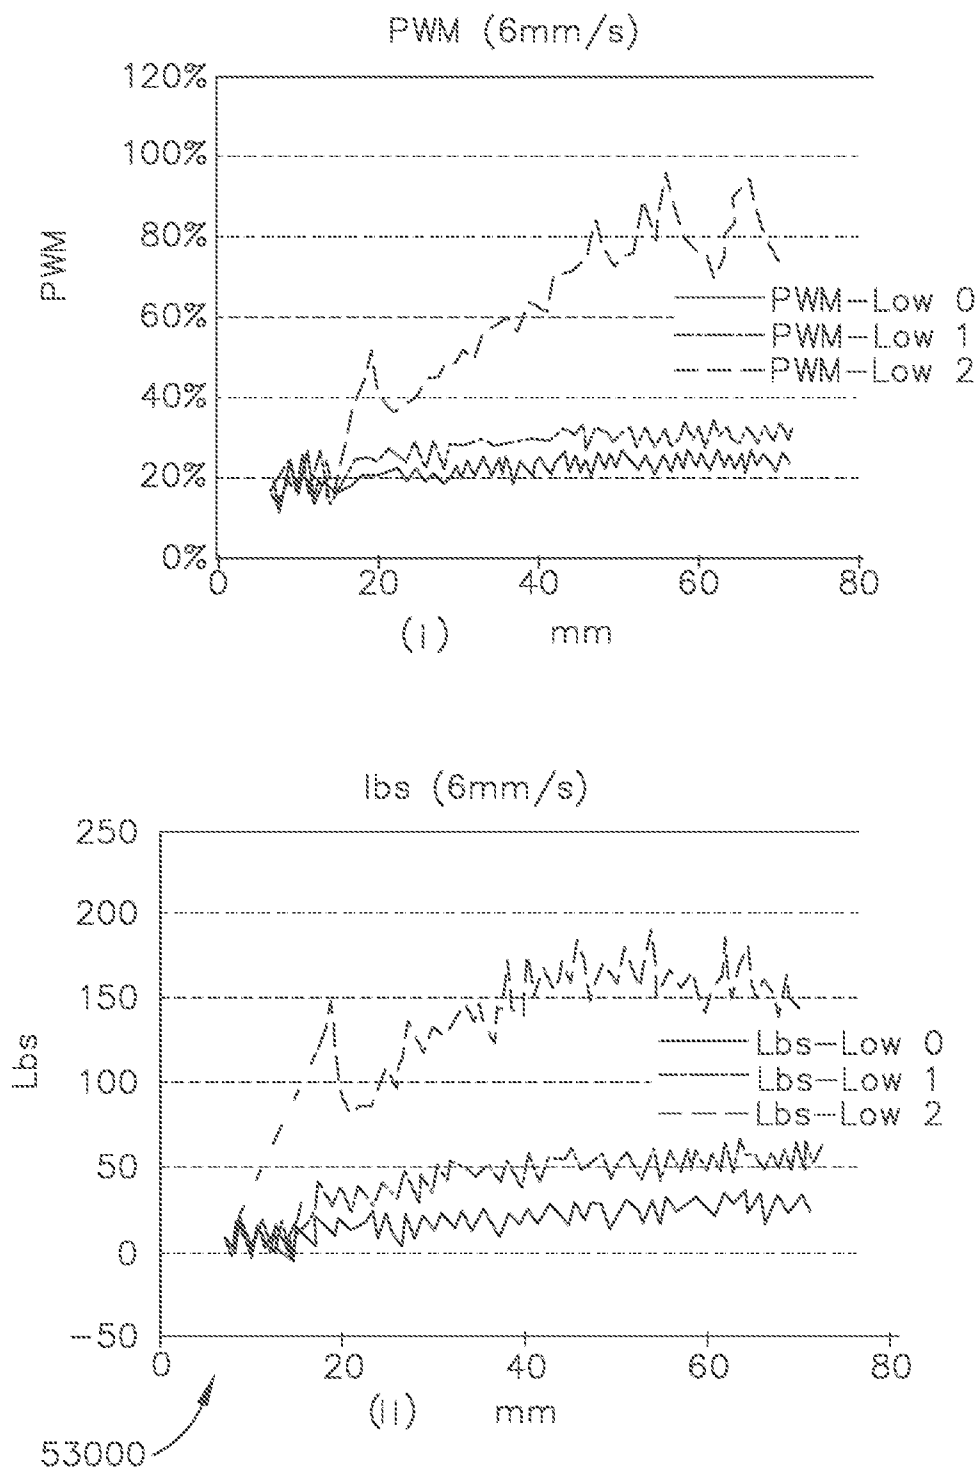 PWM (6mm/s)
120%
100%
80%
60%
40%
20%
0%
PWM
PWM-Low 0
PWM-Low 1
PWM-Low 2
0 20 40 60 80
(i) mm
lbs (6mm/s)
250
200
150
100
50
0
-50
Lbs
Lbs-Low 0
Lbs-Low 1
Lbs-Low 2
0 20 40 60 80
(ii) mm
53000